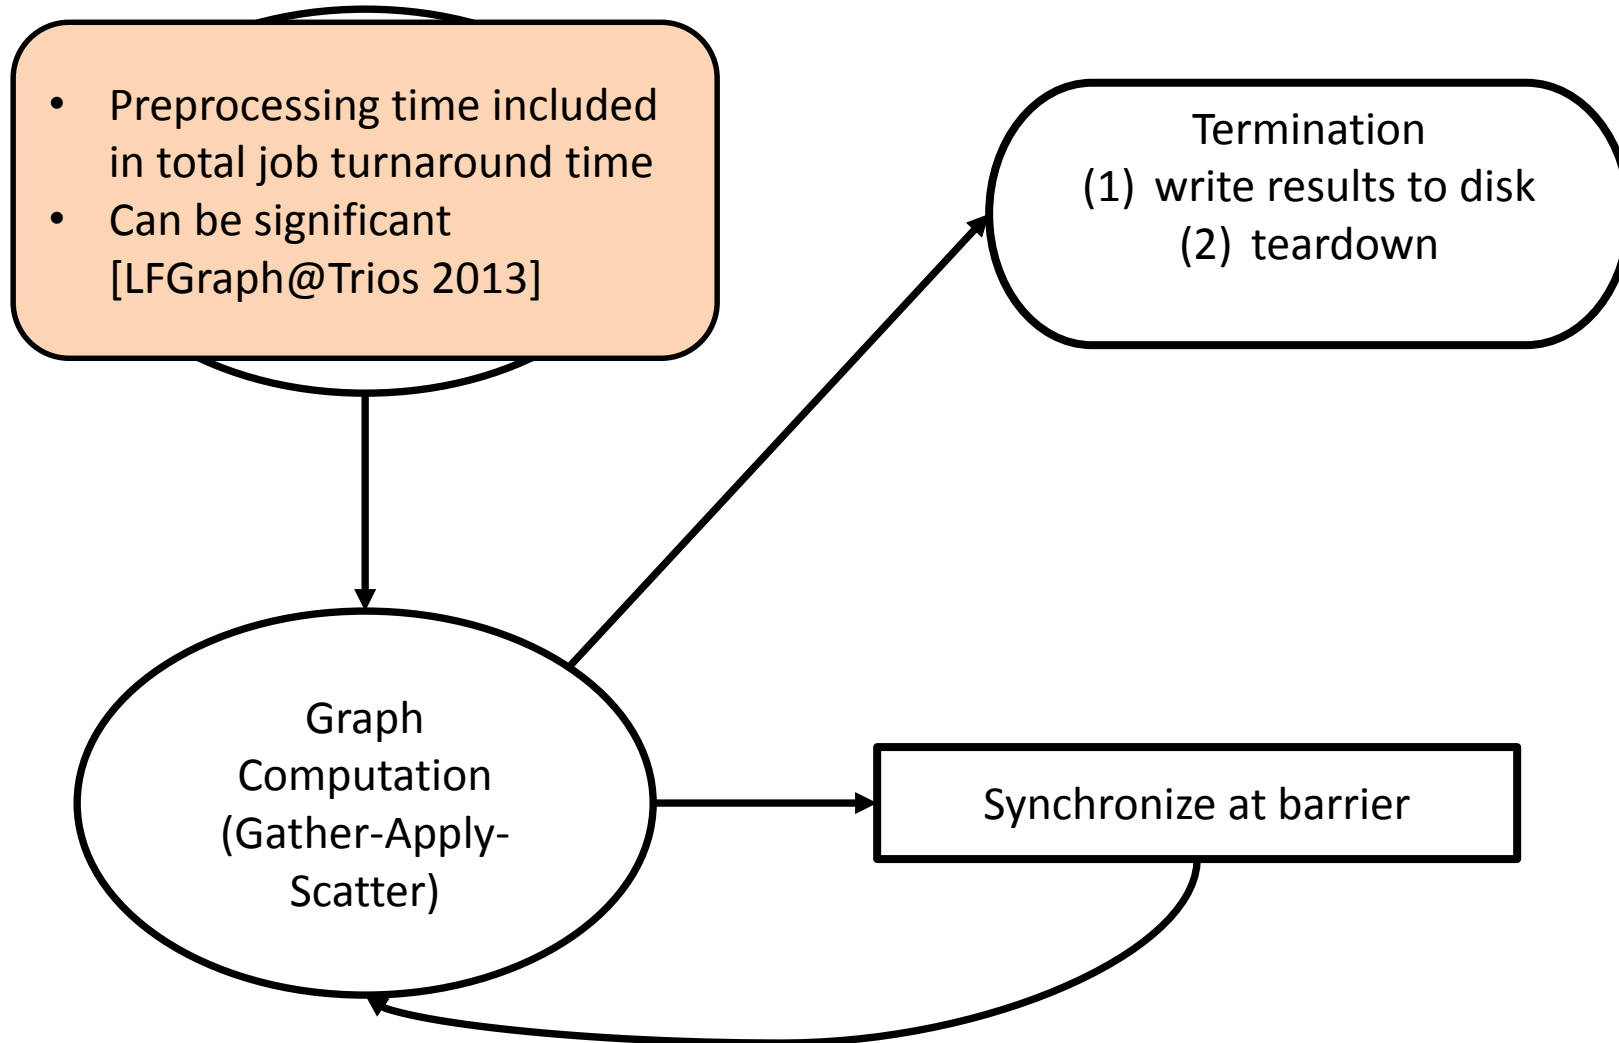 • Preprocessing time included
in total job turnaround time
• Can be significant
[LFGraph@Trios 2013]
Termination
(1) write results to disk
(2) teardown
Graph
Computation
(Gather-Apply-
Scatter)
Synchronize at barrier